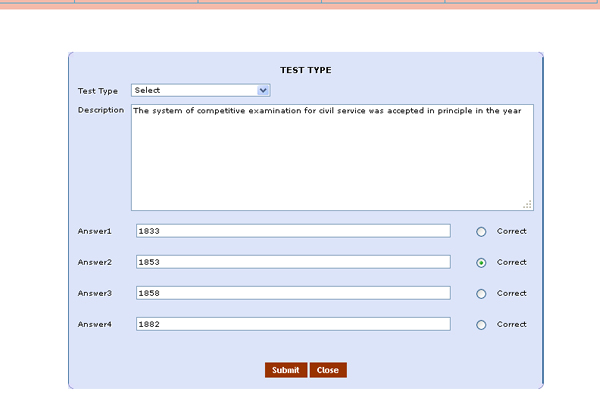 TEST TYPE
Test Type Select
Description The system of competitive examination for civil service was accepted in principle in the year
Answer1 1833 Correct
Answer2 1853 Correct
Answer3 1858 Correct
Answer4 1882 Correct
Submit Close